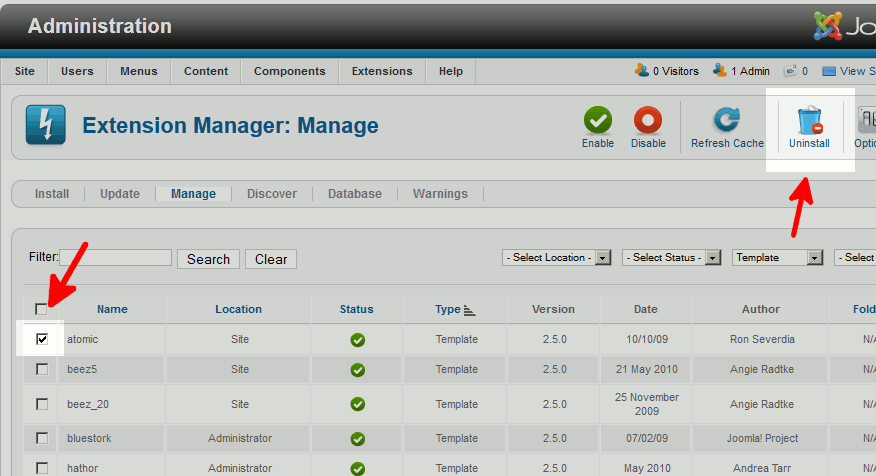 Administration
Joo
Site Users Menus Content Components Extensions Help 0 Visitors 1 Admin 0 View S
Extension Manager: Manage
Enable Disable Refresh Cache Uninstall Optio
Install Update Manage Discover Database Warnings
Filter: Search Clear - Select Location - - Select Status - Template - Select
Name Location Status Type Version Date Author Fold
atomic Site Template 2.5.0 10/10/09 Ron Severdia N/A
beez5 Site Template 2.5.0 21 May 2010 Angie Radtke N/A
beez_20 Site Template 2.5.0 25 November 2009 Angie Radtke N/A
bluestork Administrator Template 2.5.0 07/02/09 Joomla! Project N/A
hathor Administrator Template 2.5.0 May 2010 Andrea Tarr N/A